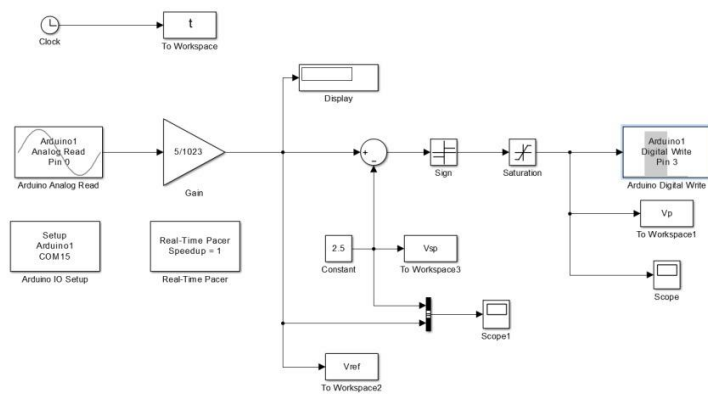 t
Clock
To Workspace
Display
Arduino1
Analog Read
Pin 0
Arduino Analog Read
5/1023
Gain
+
−
Sign
Saturation
Arduino1
Digital Write
Pin 3
Arduino Digital Write
Vp
To Workspace1
Setup
Arduino1
COM15
Arduino IO Setup
Real-Time Pacer
Speedup = 1
Real-Time Pacer
2.5
Constant
Vsp
To Workspace3
Scope
Scope1
Vref
To Workspace2